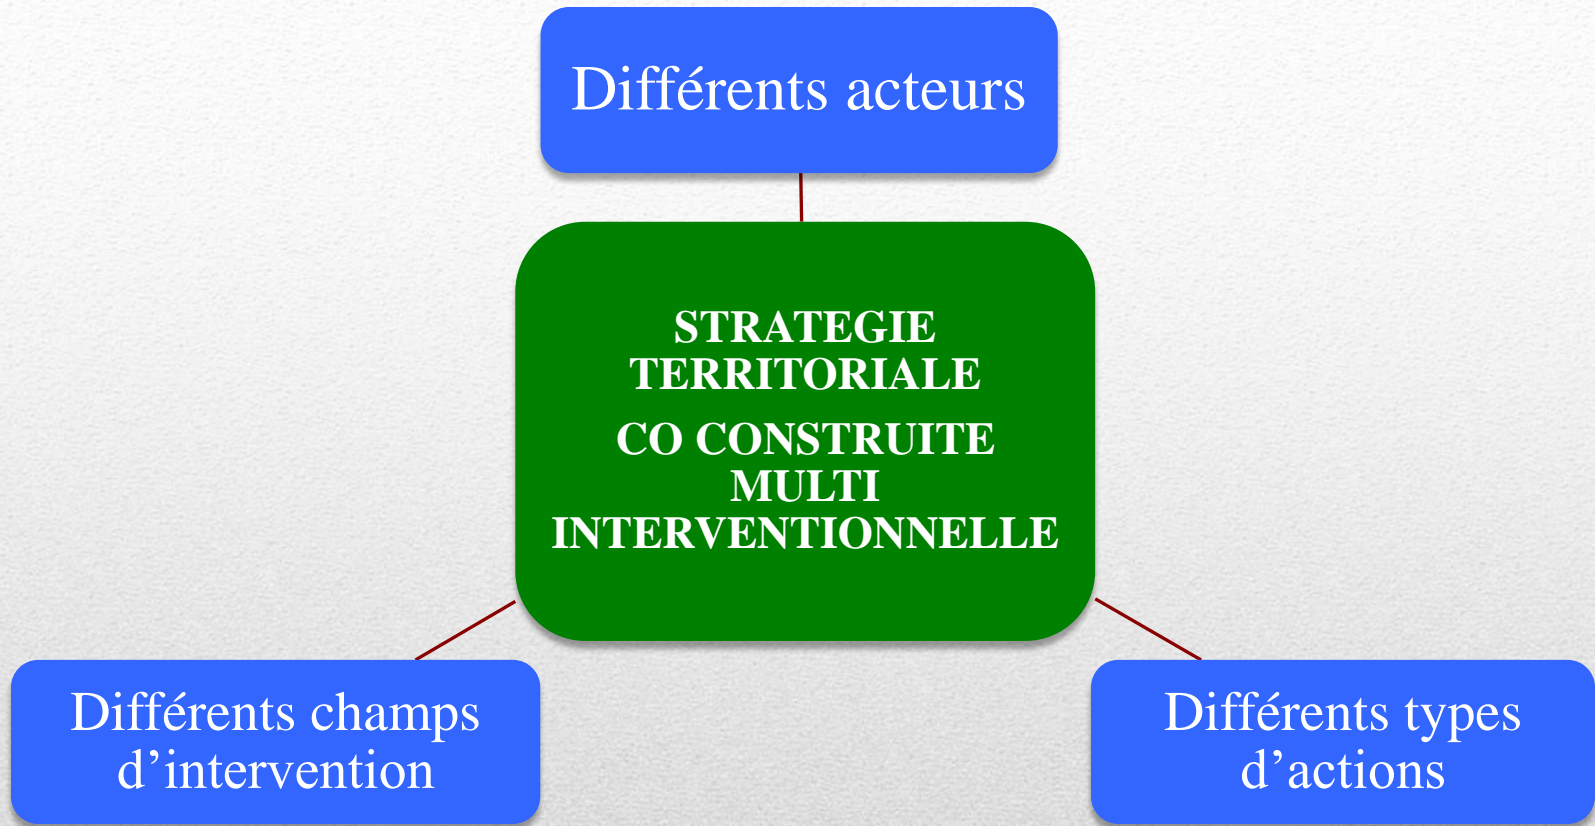 Différents acteurs
STRATEGIE
TERRITORIALE
CO CONSTRUITE
MULTI
INTERVENTIONNELLE
Différents champs
d’intervention
Différents types
d’actions